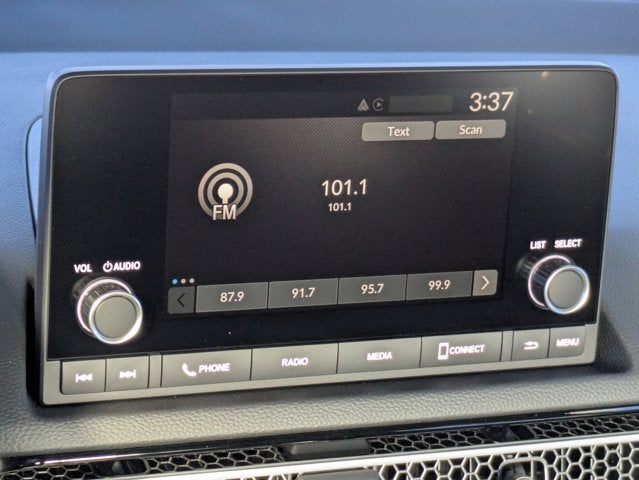 3:37
Text Scan
101.1
101.1
FM
87.9 91.7 95.7 99.9
VOL AUDIO
LIST SELECT
PHONE RADIO MEDIA CONNECT MENU